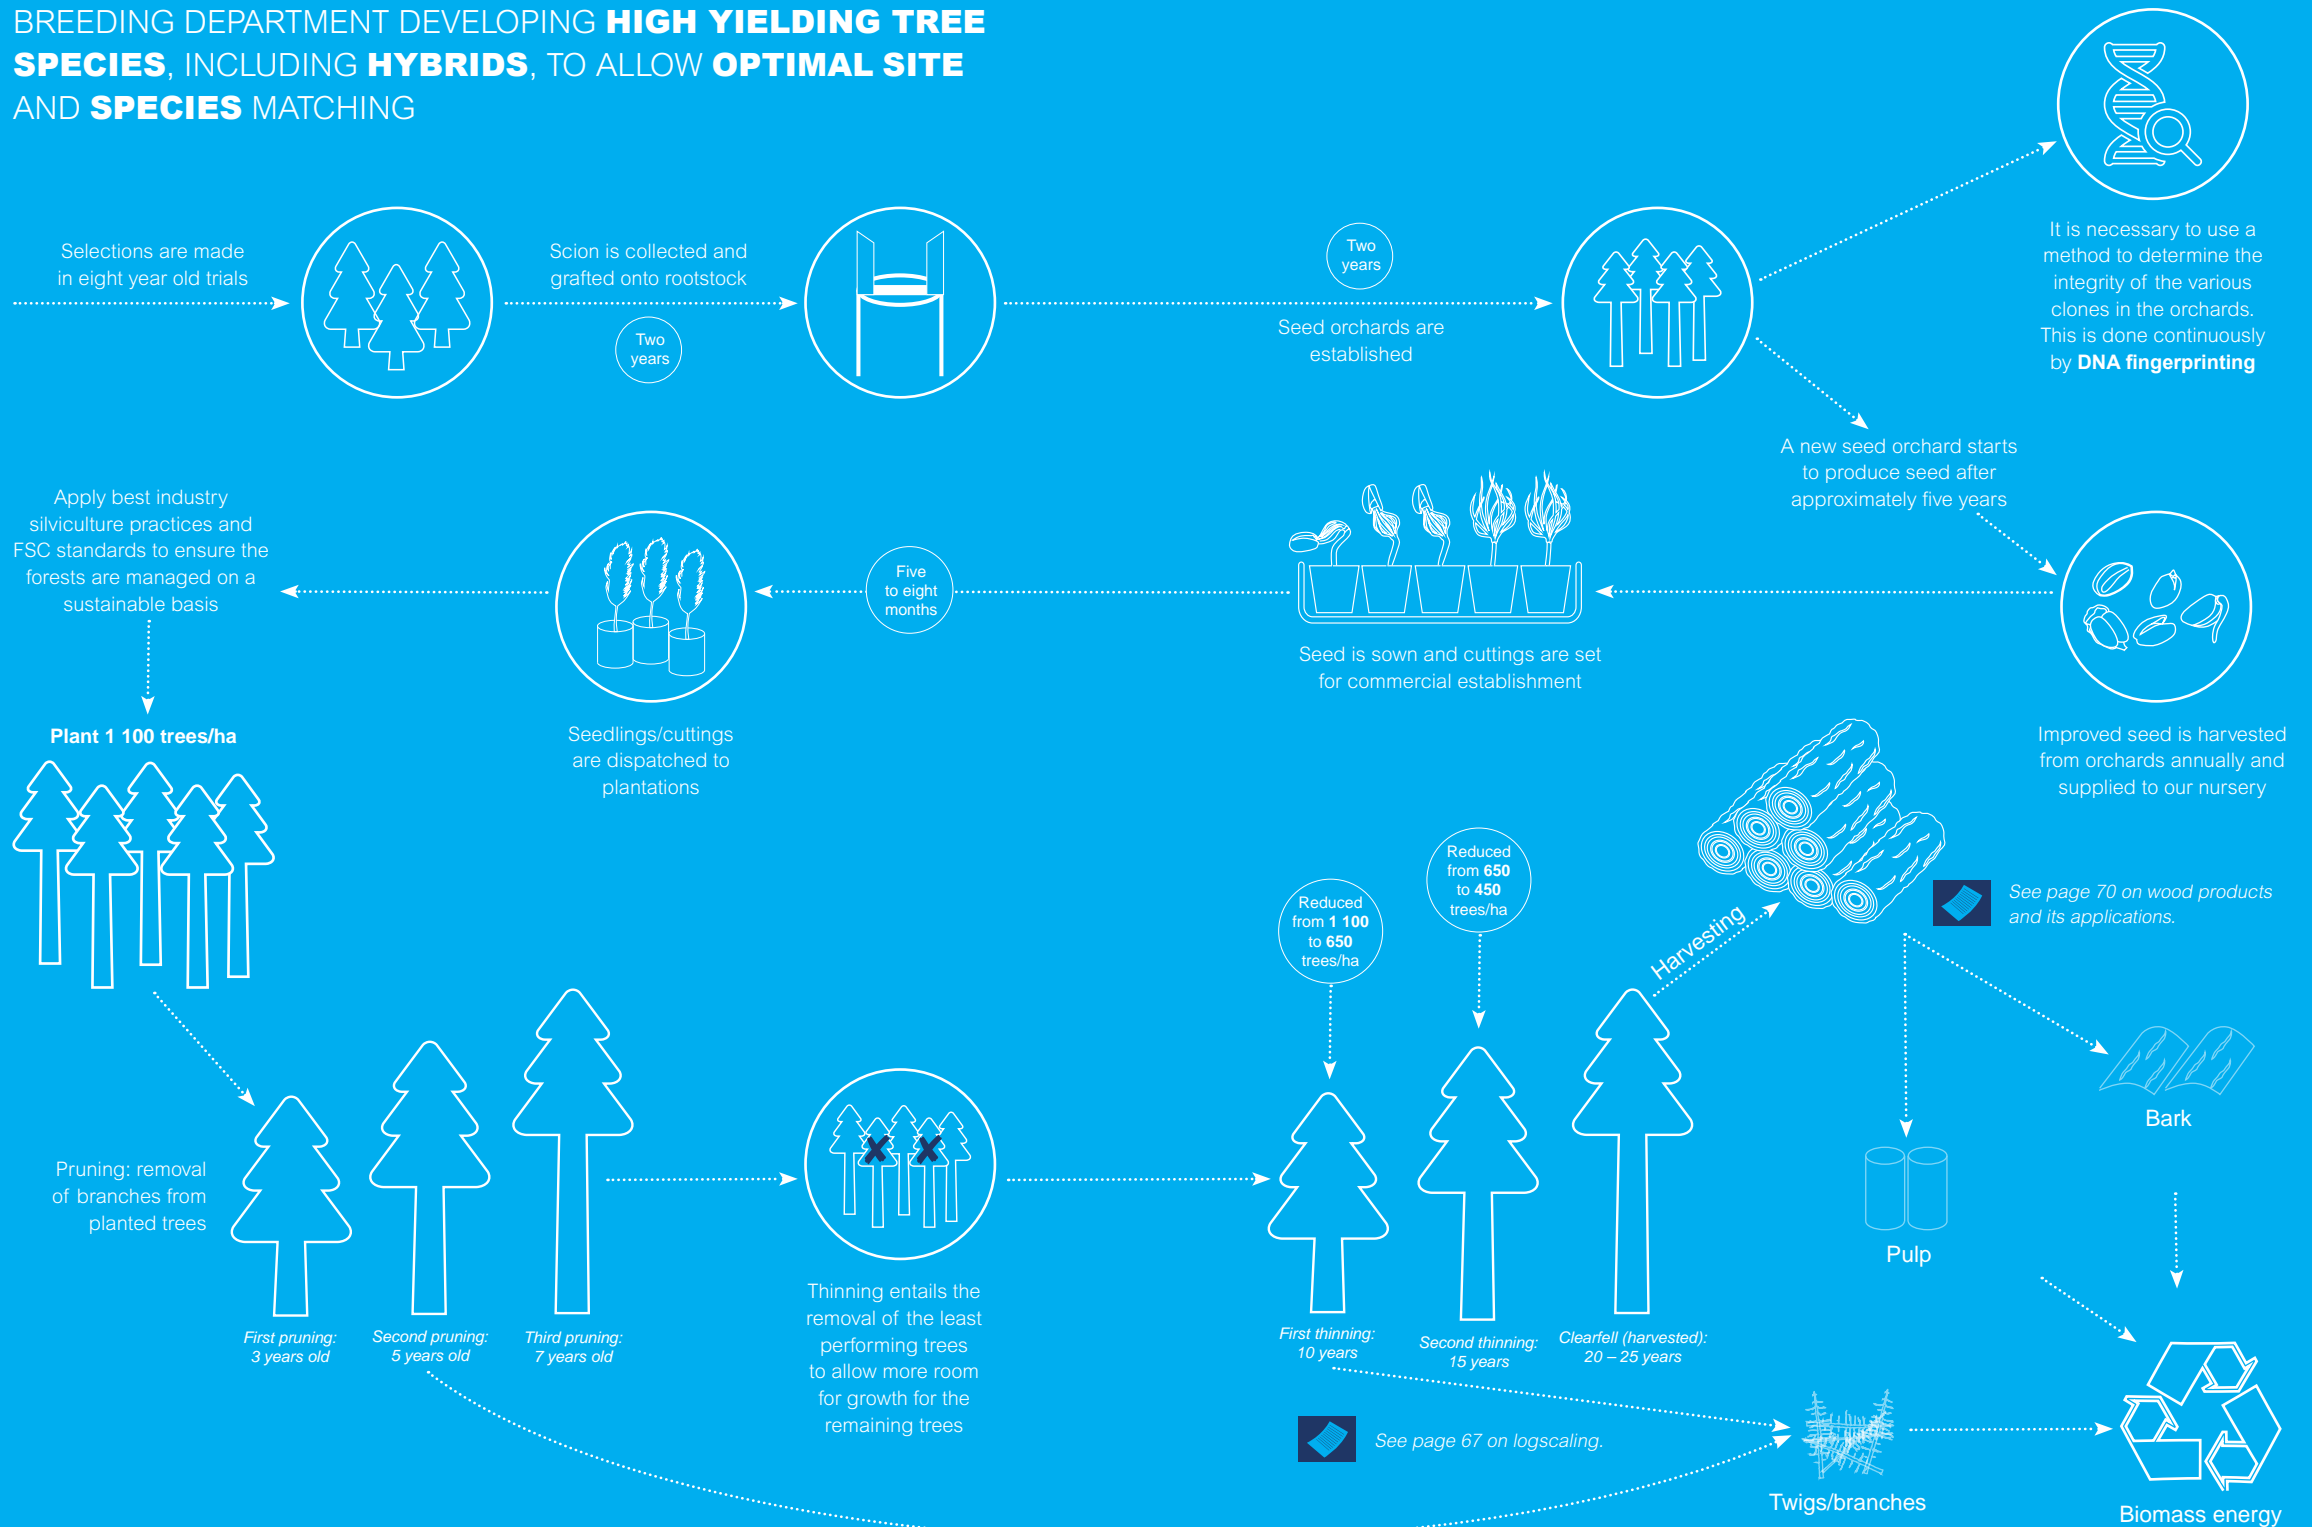 BREEDING DEPARTMENT DEVELOPING HIGH YIELDING TREE
SPECIES, INCLUDING HYBRIDS, TO ALLOW OPTIMAL SITE
AND SPECIES MATCHING
Selections are made
in eight year old trials
Scion is collected and
grafted onto rootstock
Two
years
Two
years
Seed orchards are
established
It is necessary to use a
method to determine the
integrity of the various
clones in the orchards.
This is done continuously
by DNA fingerprinting
A new seed orchard starts
to produce seed after
approximately five years
Improved seed is harvested
from orchards annually and
supplied to our nursery
Seed is sown and cuttings are set
for commercial establishment
Five
to eight
months
Seedlings/cuttings
are dispatched to
plantations
Apply best industry
silviculture practices and
FSC standards to ensure the
forests are managed on a
sustainable basis
Plant 1 100 trees/ha
Pruning: removal
of branches from
planted trees
First pruning:
3 years old
Second pruning:
5 years old
Third pruning:
7 years old
Thinning entails the
removal of the least
performing trees
to allow more room
for growth for the
remaining trees
Reduced
from 1 100
to 650
trees/ha
Reduced
from 650
to 450
trees/ha
First thinning:
10 years
Second thinning:
15 years
Clearfell (harvested):
20 – 25 years
Harvesting
See page 70 on wood products
and its applications.
Bark
Pulp
See page 67 on logscaling.
Twigs/branches
Biomass energy